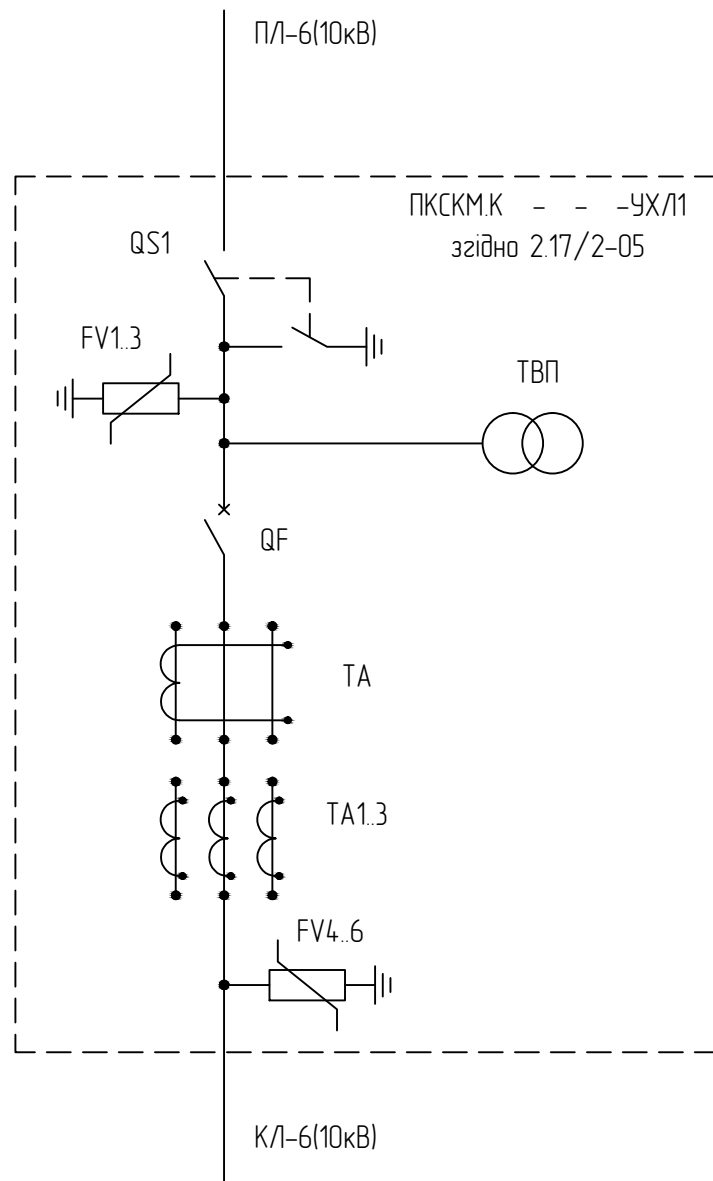 ПЛ-6(10кВ)
ПКСКМ.К - - -УХЛ1
згідно 2.17/2-05
QS1
FV1..3
ТВП
QF
ТА
ТА1..3
FV4..6
КЛ-6(10кВ)